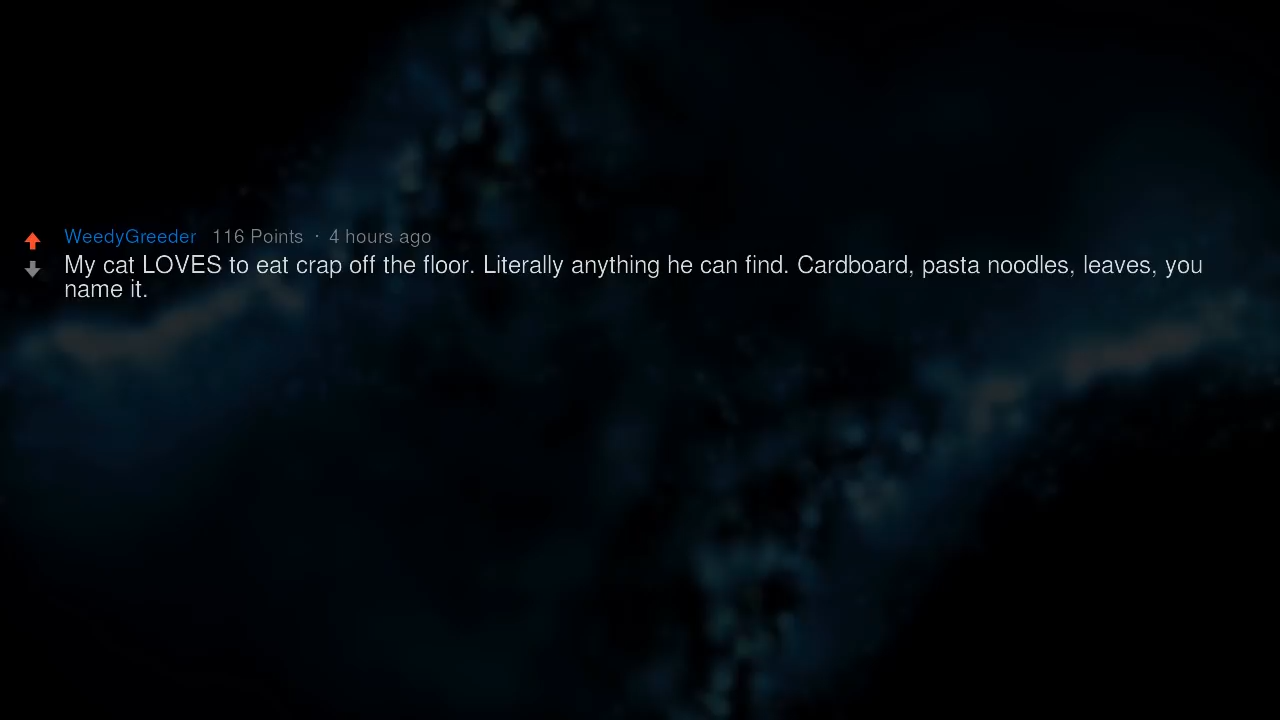 WeedyGreeder 116 Points · 4 hours ago
My cat LOVES to eat crap off the floor. Literally anything he can find. Cardboard, pasta noodles, leaves, you
name it.